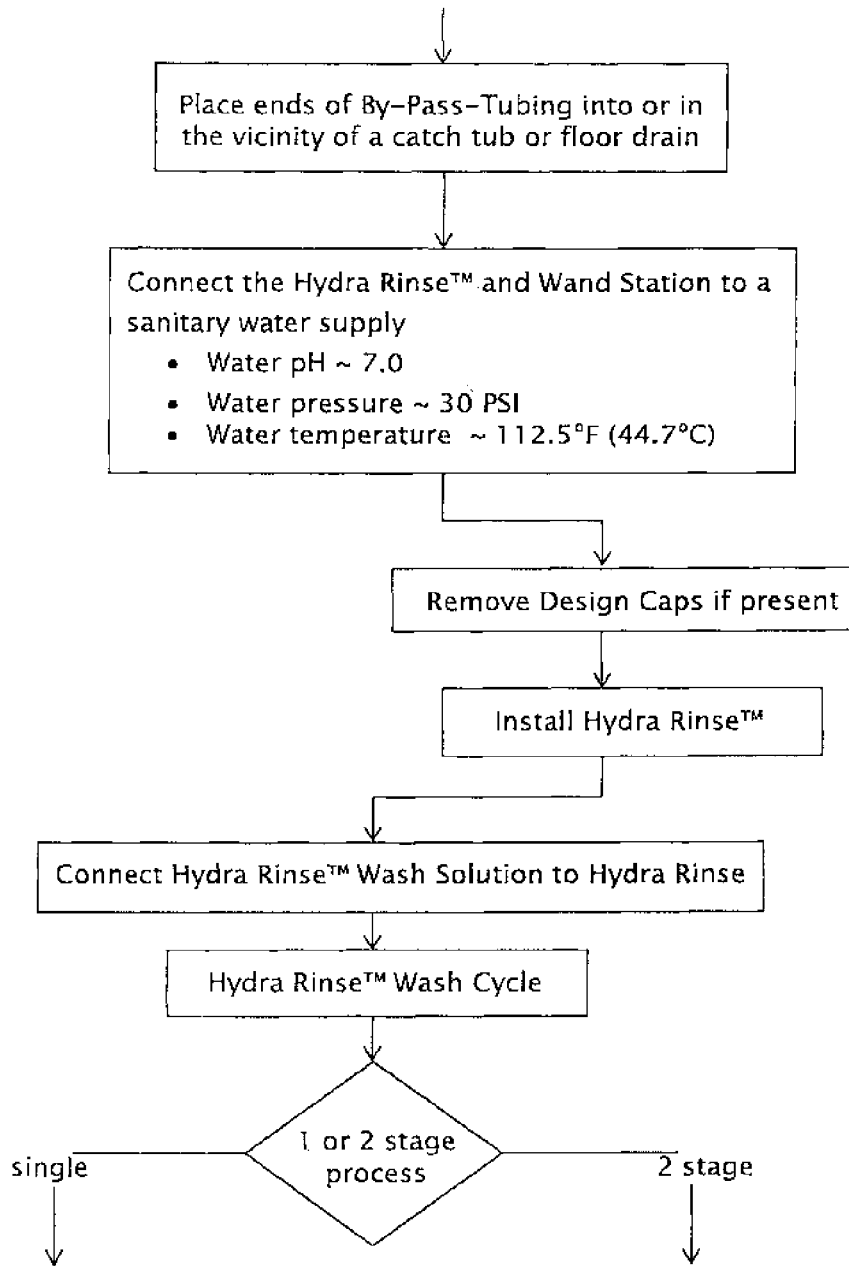 Place ends of By-Pass-Tubing into or in
the vicinity of a catch tub or floor drain
Connect the Hydra Rinse™ and Wand Station to a
sanitary water supply
• Water pH ~ 7.0
• Water pressure ~ 30 PSI
• Water temperature ~ 112.5°F (44.7°C)
Remove Design Caps if present
Install Hydra Rinse™
Connect Hydra Rinse™ Wash Solution to Hydra Rinse
Hydra Rinse™ Wash Cycle
1 or 2 stage
process
single
2 stage